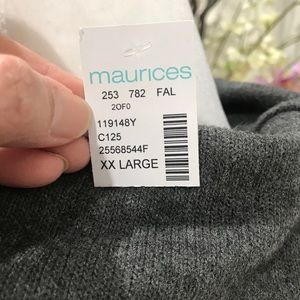 maurices
253 782 FAL
2OF0
119148Y
C125
25568544F
XX LARGE